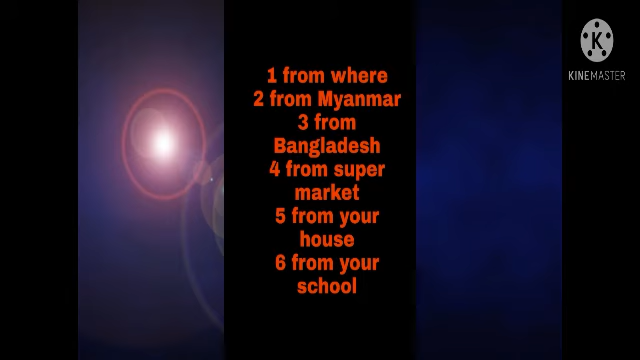 1 from where
2 from Myanmar
3 from
Bangladesh
4 from super
market
5 from your
house
6 from your
school
K
KINEMASTER